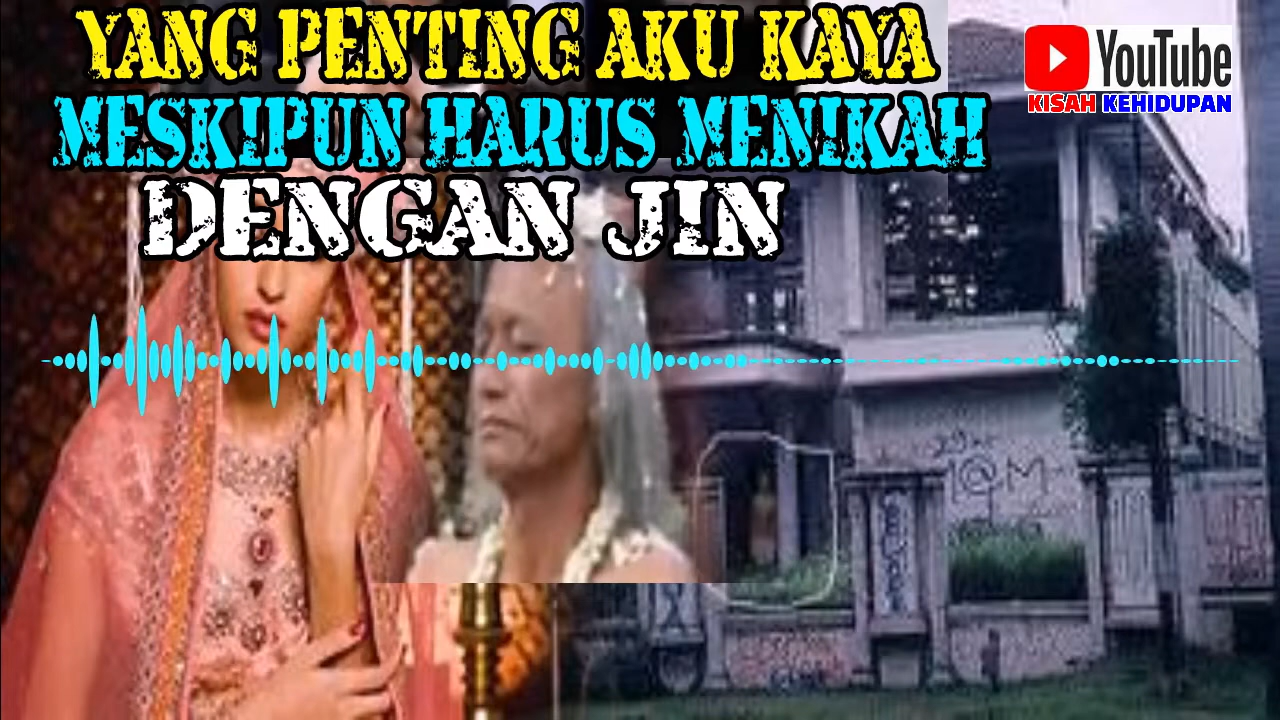 YANG PENTING AKU KAYA
MESKIPUN HARUS MENIKAH
DENGAN JIN
YouTube
KISAH KEHIDUPAN